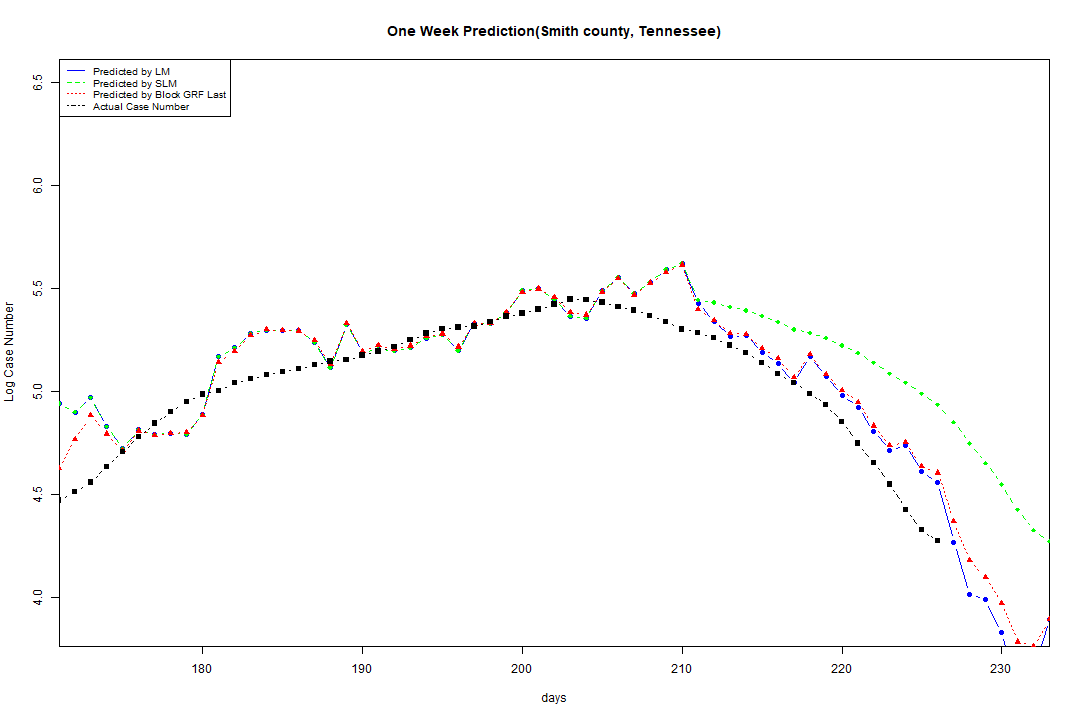 One Week Prediction(Smith county, Tennessee)
Predicted by LM
Predicted by SLM
Predicted by Block GRF Last
Actual Case Number
Log Case Number
6.5
6.0
5.5
5.0
4.5
4.0
180 190 200 210 220 230
days